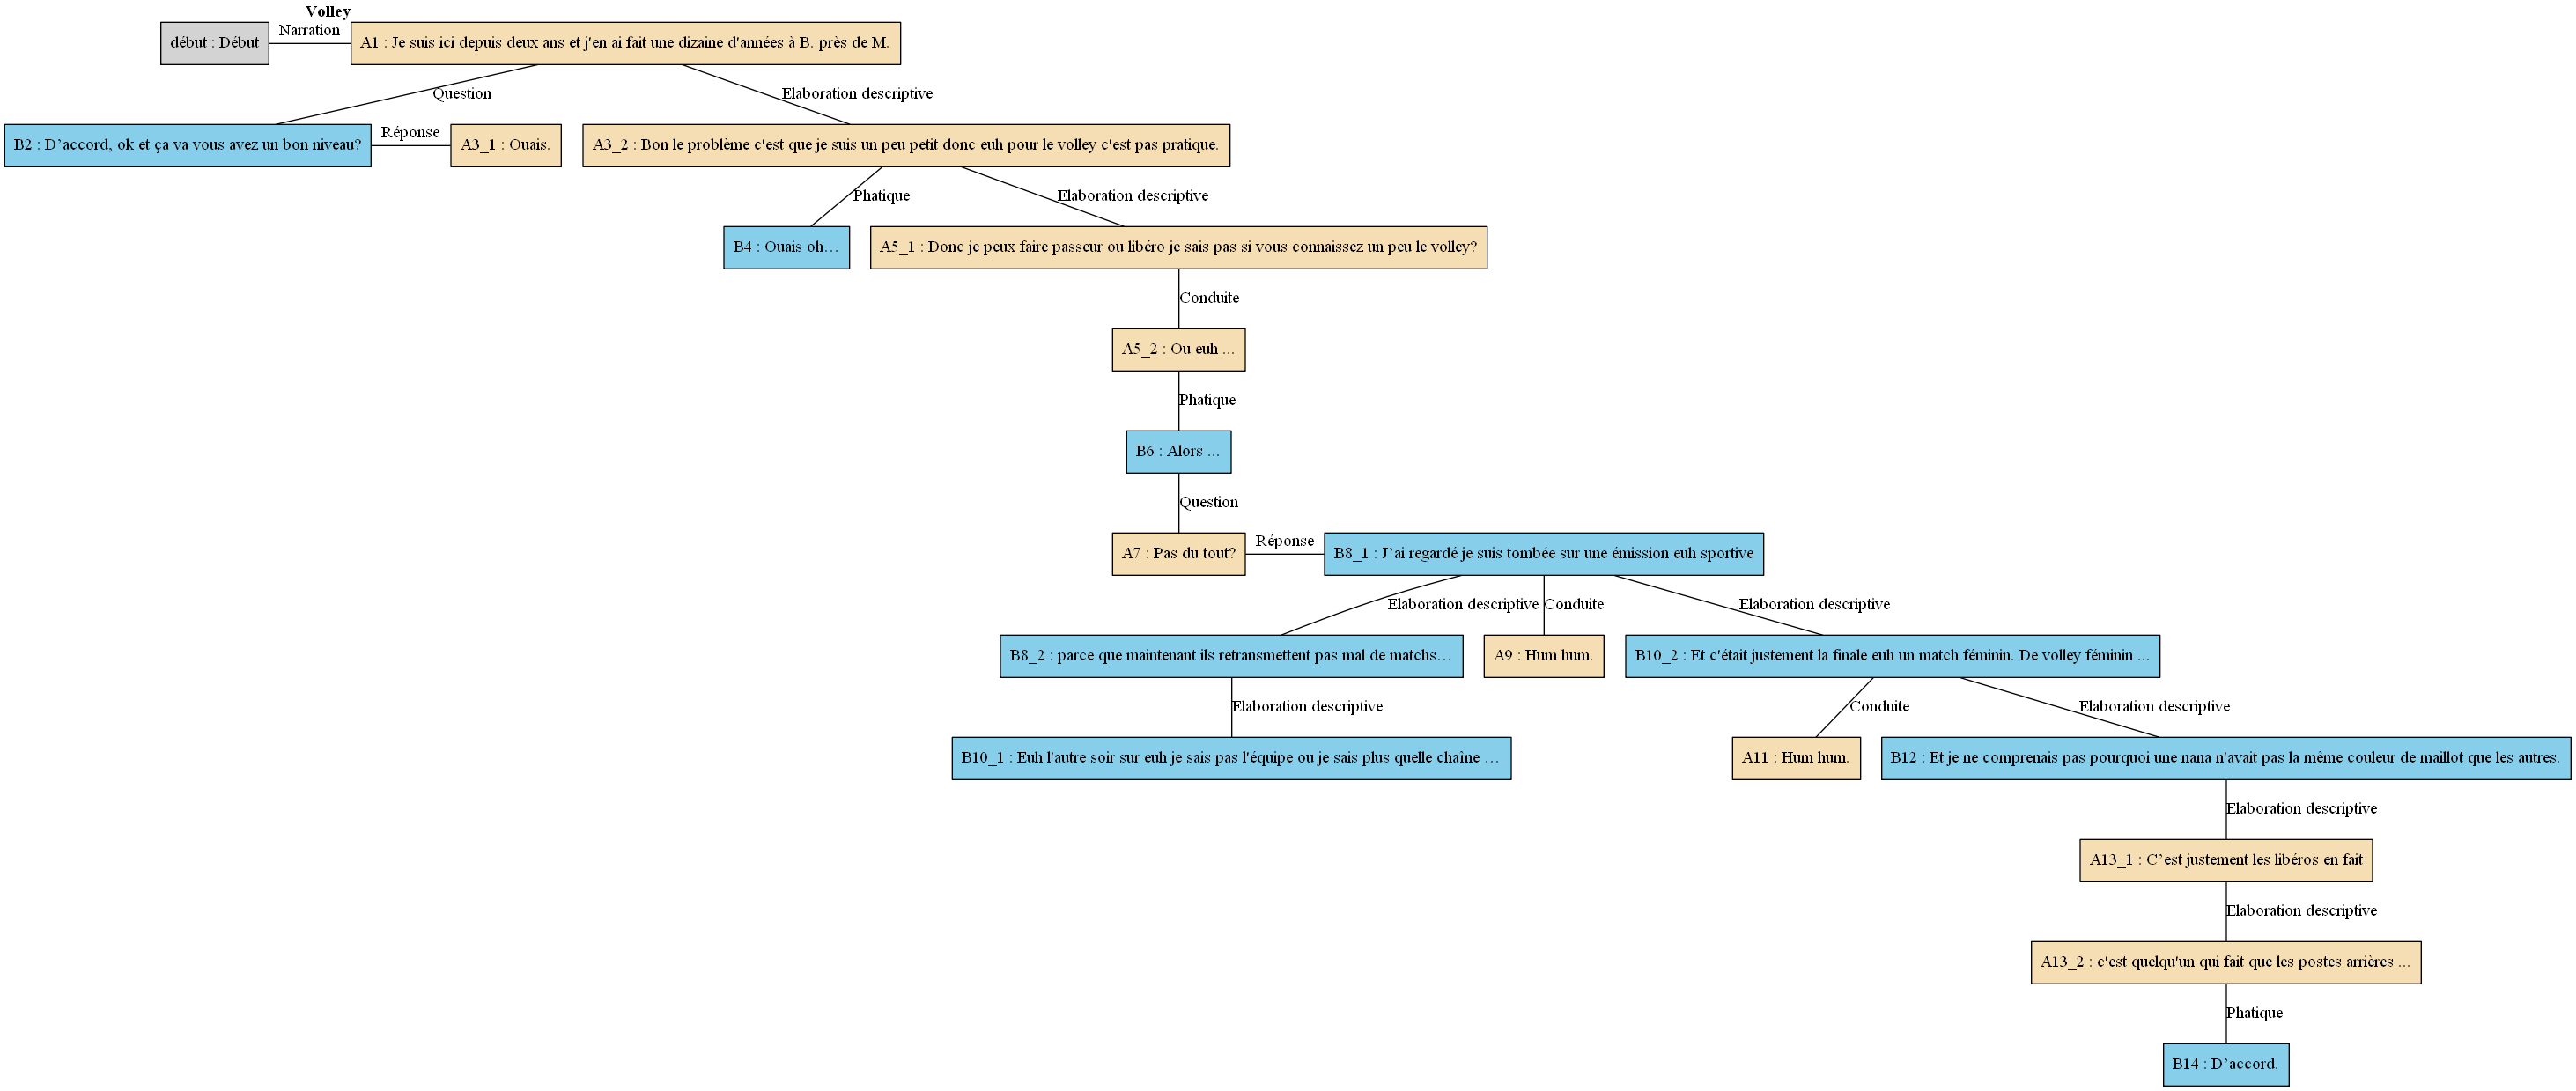 Volley
Narration
début : Début
A1 : Je suis ici depuis deux ans et j'en ai fait une dizaine d'années à B. près de M.
Question
Elaboration descriptive
B2 : D’accord, ok et ça va vous avez un bon niveau?
Réponse
A3_1 : Ouais.
A3_2 : Bon le problème c'est que je suis un peu petit donc euh pour le volley c'est pas pratique.
Phatique
Elaboration descriptive
B4 : Ouais oh…
A5_1 : Donc je peux faire passeur ou libéro je sais pas si vous connaissez un peu le volley?
Conduite
A5_2 : Ou euh ...
Phatique
B6 : Alors ...
Question
A7 : Pas du tout?
Réponse
B8_1 : J’ai regardé je suis tombée sur une émission euh sportive
Elaboration descriptive
Conduite
Elaboration descriptive
B8_2 : parce que maintenant ils retransmettent pas mal de matchs…
A9 : Hum hum.
B10_2 : Et c'était justement la finale euh un match féminin. De volley féminin ...
Elaboration descriptive
Conduite
Elaboration descriptive
B10_1 : Euh l'autre soir sur euh je sais pas l'équipe ou je sais plus quelle chaîne …
A11 : Hum hum.
B12 : Et je ne comprenais pas pourquoi une nana n'avait pas la même couleur de maillot que les autres.
Elaboration descriptive
A13_1 : C’est justement les libéros en fait
Elaboration descriptive
A13_2 : c'est quelqu'un qui fait que les postes arrières ...
Phatique
B14 : D’accord.